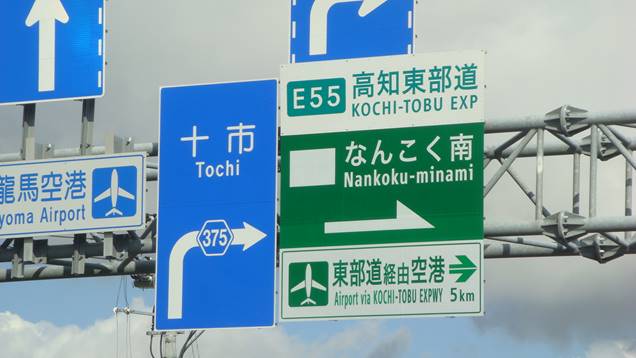 龍馬空港
yoma Airport
十市
Tochi
375
E55
高知東部道
KOCHI-TOBU EXP
なんこく南
Nankoku-minami
東部道経由空港
Airport via KOCHI-TOBU EXPWY 5km